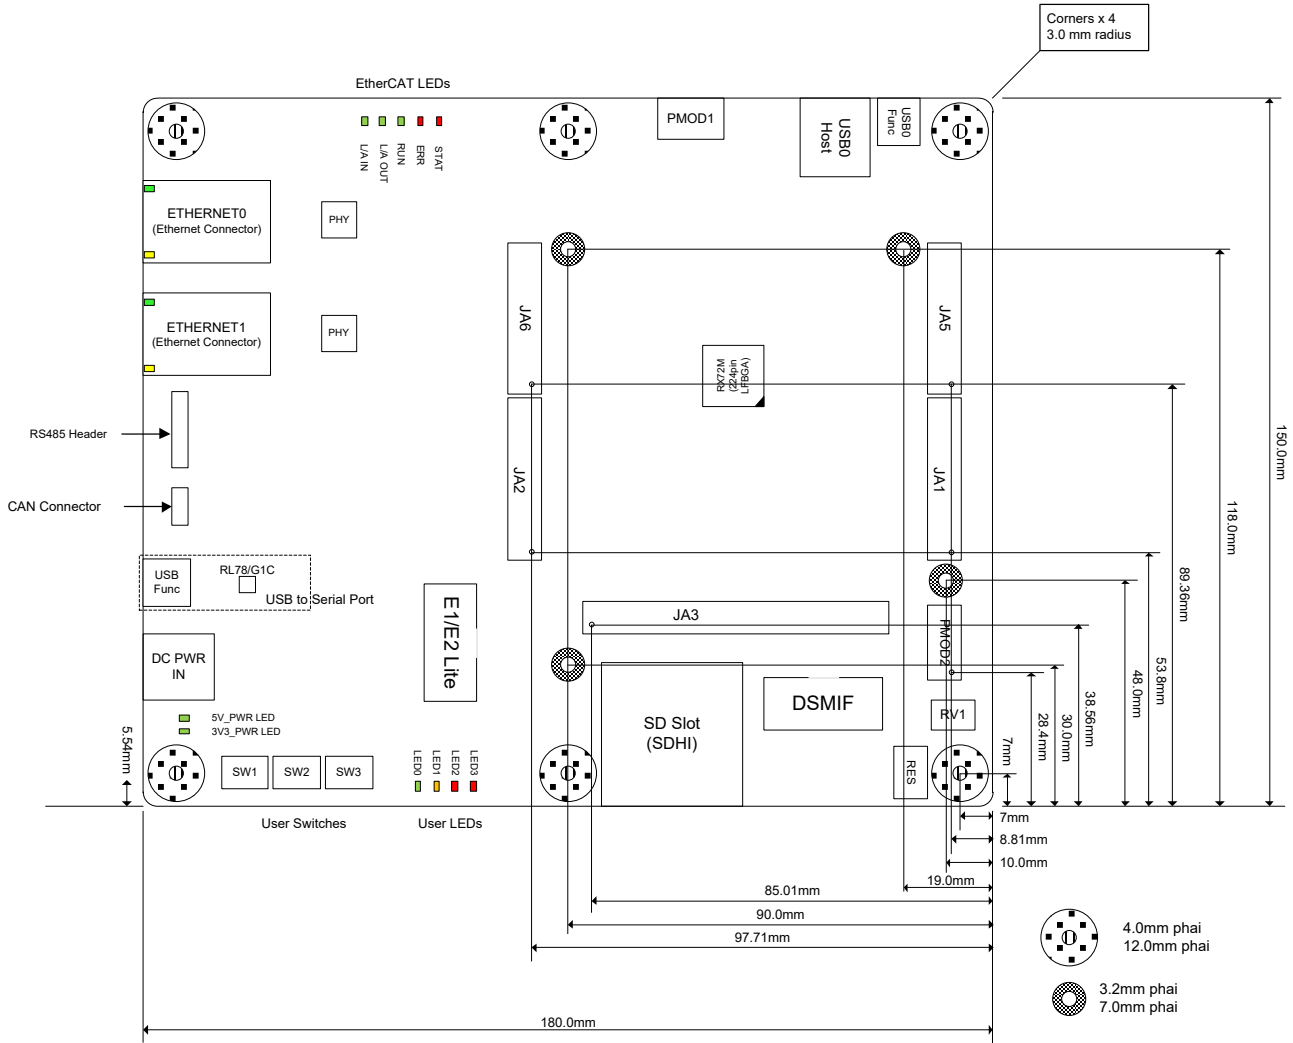 Corners x 4
3.0 mm radius
EtherCAT LEDs
L/A IN
L/A OUT
RUN
ERR
STAT
PMOD1
USB0
Host
USB0
Func
ETHERNET0
(Ethernet Connector)
PHY
ETHERNET1
(Ethernet Connector)
PHY
JA6
JA5
RX72M
(224pin
LFBGA)
RS485 Header
CAN Connector
JA2
JA1
150.0mm
118.0mm
89.36mm
53.8mm
48.0mm
38.56mm
30.0mm
28.4mm
7mm
USB
Func
RL78/G1C
USB to Serial Port
E1/E2 Lite
JA3
PMOD2
DC PWR
IN
5V_PWR LED
3V3_PWR LED
5.54mm
SD Slot
(SDHI)
DSMIF
RV1
RES
SW1
SW2
SW3
LED0
LED1
LED2
LED3
User Switches
User LEDs
7mm
8.81mm
10.0mm
19.0mm
85.01mm
90.0mm
97.71mm
180.0mm
4.0mm phai
12.0mm phai
3.2mm phai
7.0mm phai